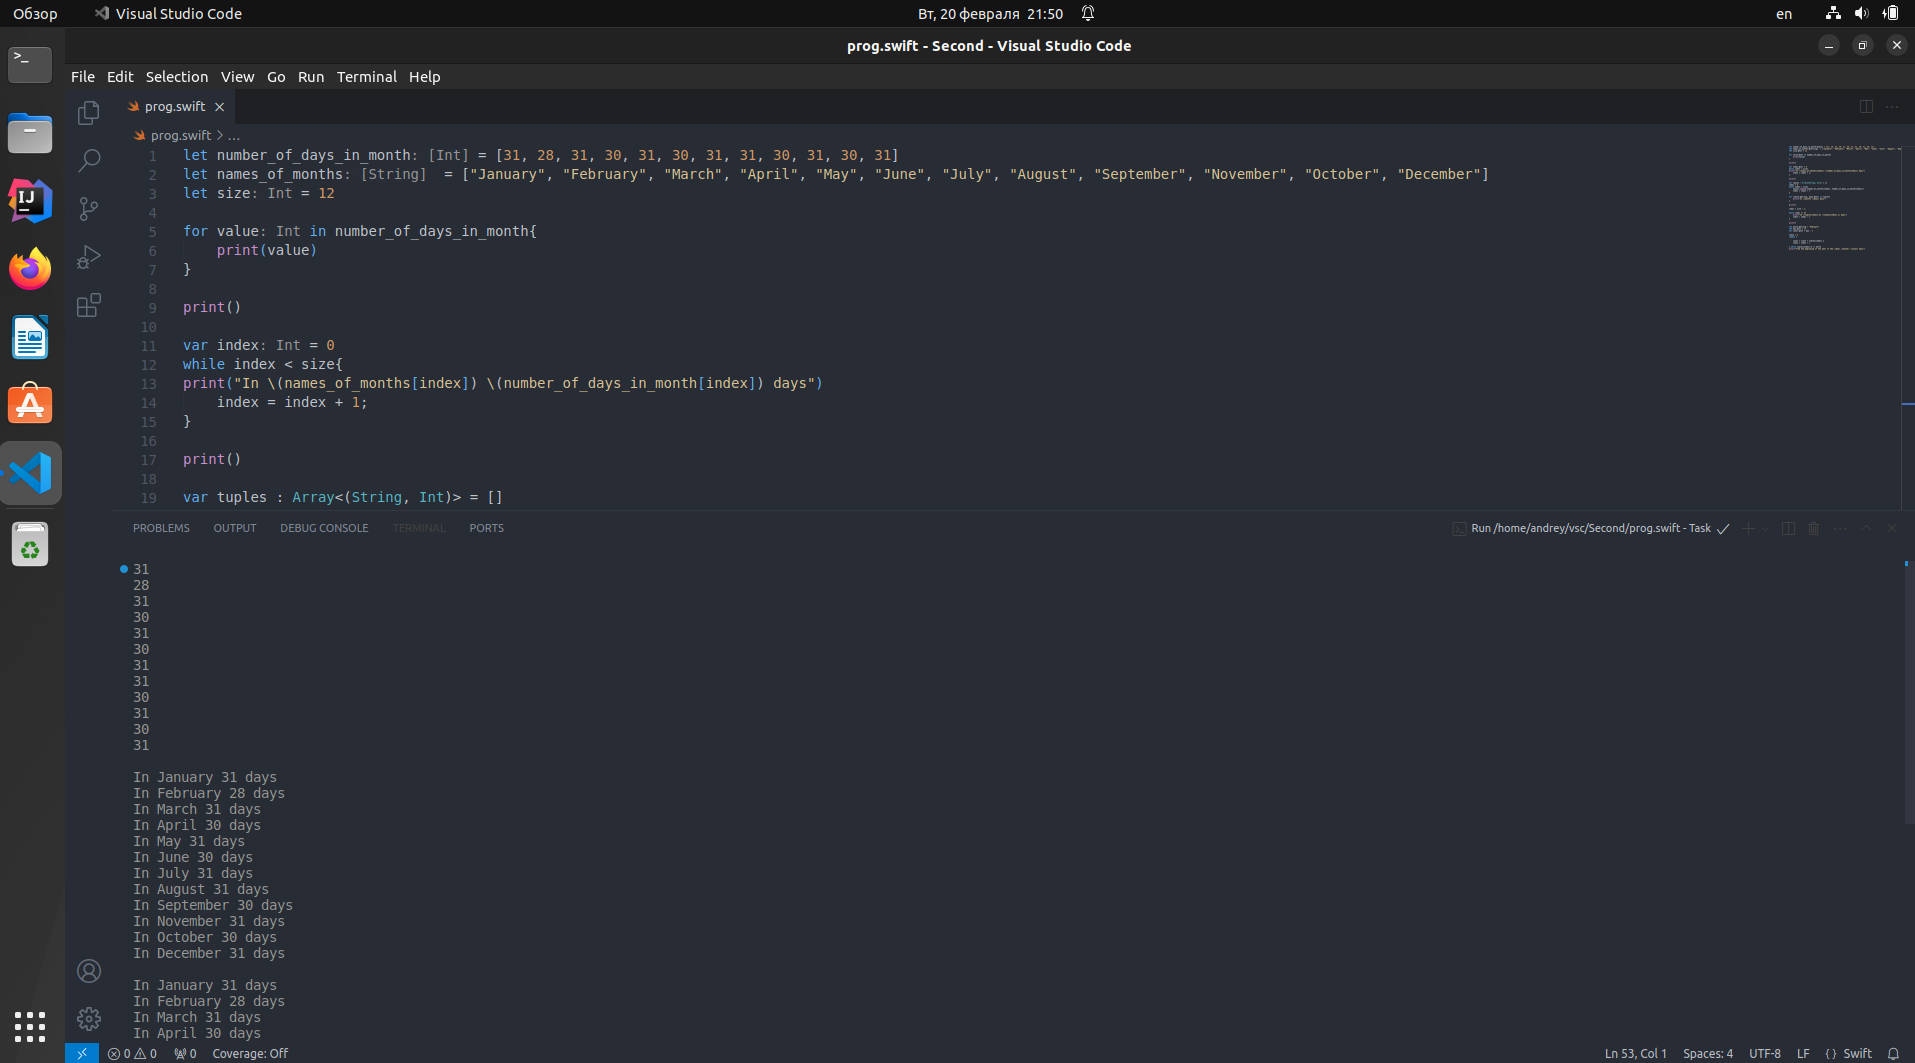 Обзор
Visual Studio Code
Вт, 20 февраля 21:50
en
prog.swift - Second - Visual Studio Code
File Edit Selection View Go Run Terminal Help
prog.swift
prog.swift > ...
1 let number_of_days_in_month: [Int] = [31, 28, 31, 30, 31, 30, 31, 31, 30, 31, 30, 31]
2 let names_of_months: [String]  = ["January", "February", "March", "April", "May", "June", "July", "August", "September", "November", "October", "December"]
3 let size: Int = 12
4
5 for value: Int in number_of_days_in_month{
6     print(value)
7 }
8
9 print()
10
11 var index: Int = 0
12 while index < size{
13 print("In \(names_of_months[index]) \(number_of_days_in_month[index]) days")
14     index = index + 1;
15 }
16
17 print()
18
19 var tuples : Array<(String, Int)> = []
PROBLEMS OUTPUT DEBUG CONSOLE TERMINAL PORTS
Run /home/andrey/vsc/Second/prog.swift - Task
31
28
31
30
31
30
31
31
30
31
30
31
In January 31 days
In February 28 days
In March 31 days
In April 30 days
In May 31 days
In June 30 days
In July 31 days
In August 31 days
In September 30 days
In November 31 days
In October 30 days
In December 31 days
In January 31 days
In February 28 days
In March 31 days
In April 30 days
0 0 0 Coverage: Off
Ln 53, Col 1 Spaces: 4 UTF-8 LF {} Swift